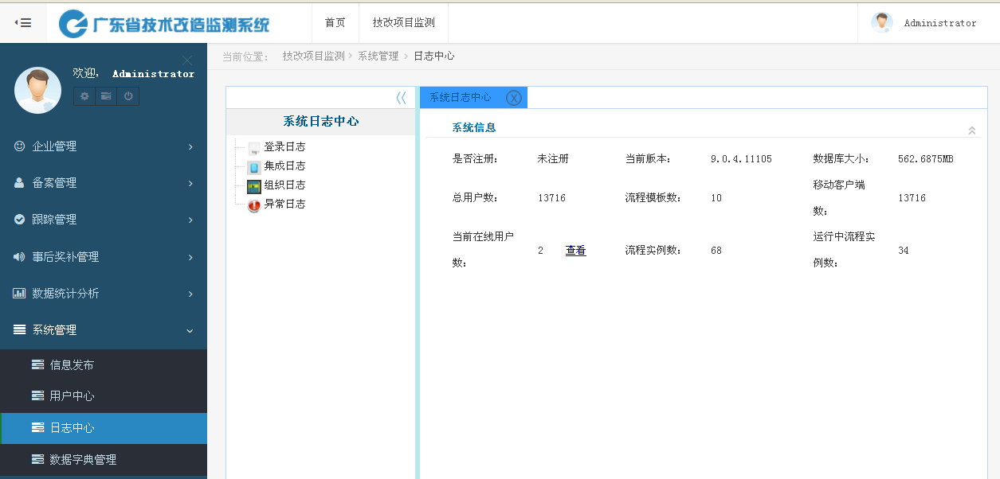 广东省技术改造监测系统
首页
技改项目监测
Administrator
欢迎, Administrator
企业管理
备案管理
跟踪管理
事后奖补管理
数据统计分析
系统管理
信息发布
用户中心
日志中心
数据字典管理
当前位置: 技改项目监测 > 系统管理 > 日志中心
系统日志中心
登录日志
集成日志
组织日志
异常日志
系统日志中心 X
系统信息
是否注册: 未注册 当前版本: 9.0.4.11105 数据库大小: 562.6875MB
总用户数: 13716 流程模板数: 10 移动客户端
数: 13716
当前在线用户
数: 2 查看 流程实例数: 68 运行中流程实
例数: 34